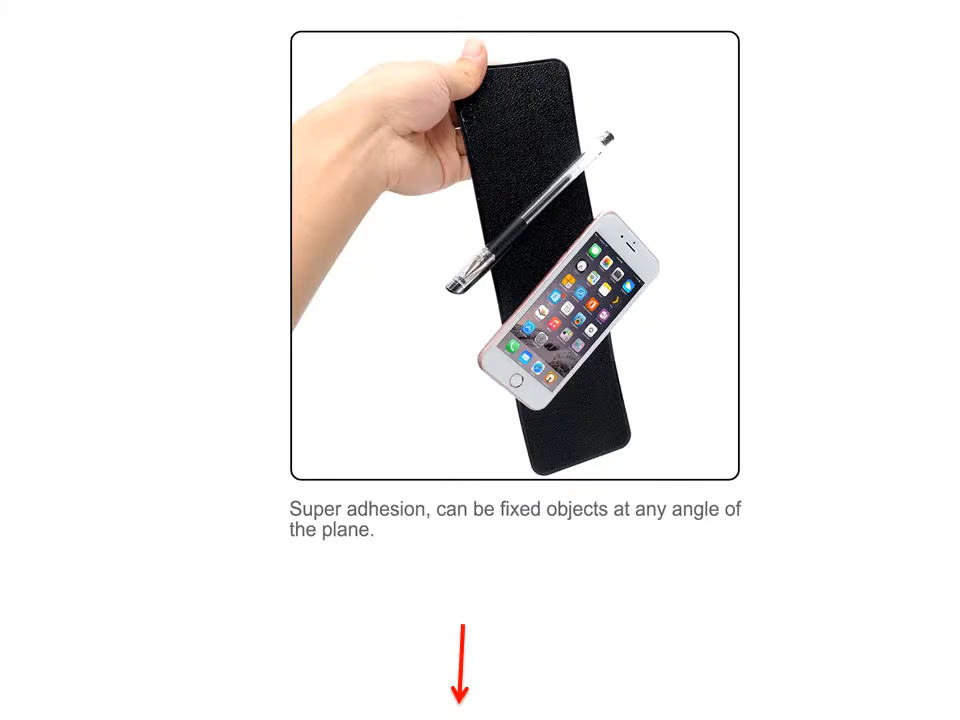 Super adhesion, can be fixed objects at any angle of
the plane.